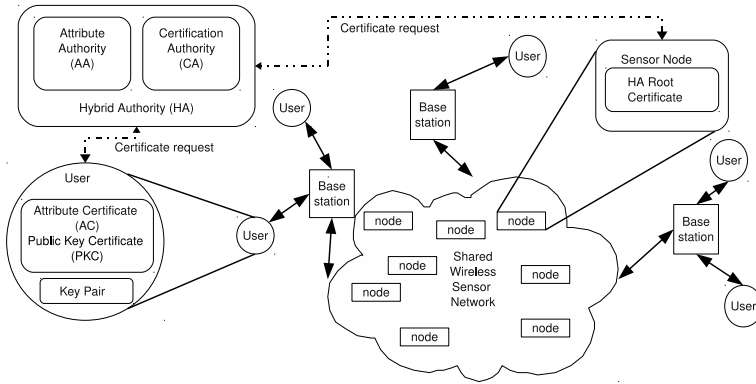 Attribute
Authority
(AA)
Certification
Authority
(CA)
Hybrid Authority (HA)
Certificate request
Certificate request
User
Attribute Certificate
(AC)
Public Key Certificate
(PKC)
Key Pair
User
User
Base
station
User
Base
station
Sensor Node
HA Root
Certificate
User
Base
station
User
node
node
node
node
node
node
node
node
Shared
Wireless
Sensor
Network